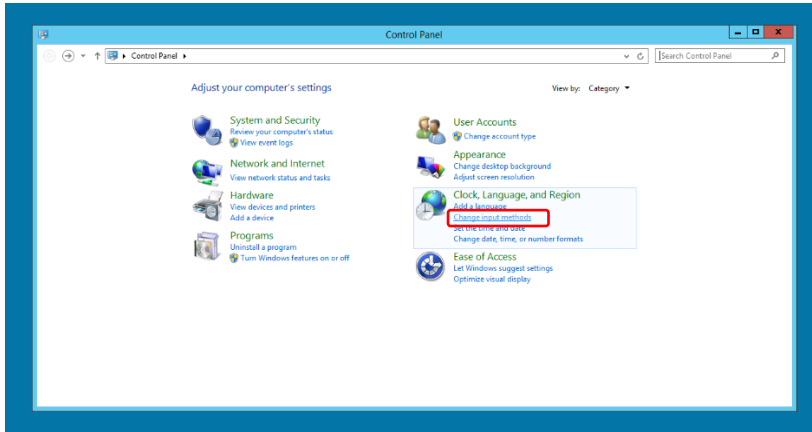 Control Panel
Control Panel
Search Control Panel
Adjust your computer's settings
View by: Category
System and Security
Review your computer's status
View event logs
Network and Internet
View network status and tasks
Hardware
View devices and printers
Add a device
Programs
Uninstall a program
Turn Windows features on or off
User Accounts
Change account type
Appearance
Change desktop background
Adjust screen resolution
Clock, Language, and Region
Add a language
Change input methods
Set the time and date
Change date, time, or number formats
Ease of Access
Let Windows suggest settings
Optimize visual display